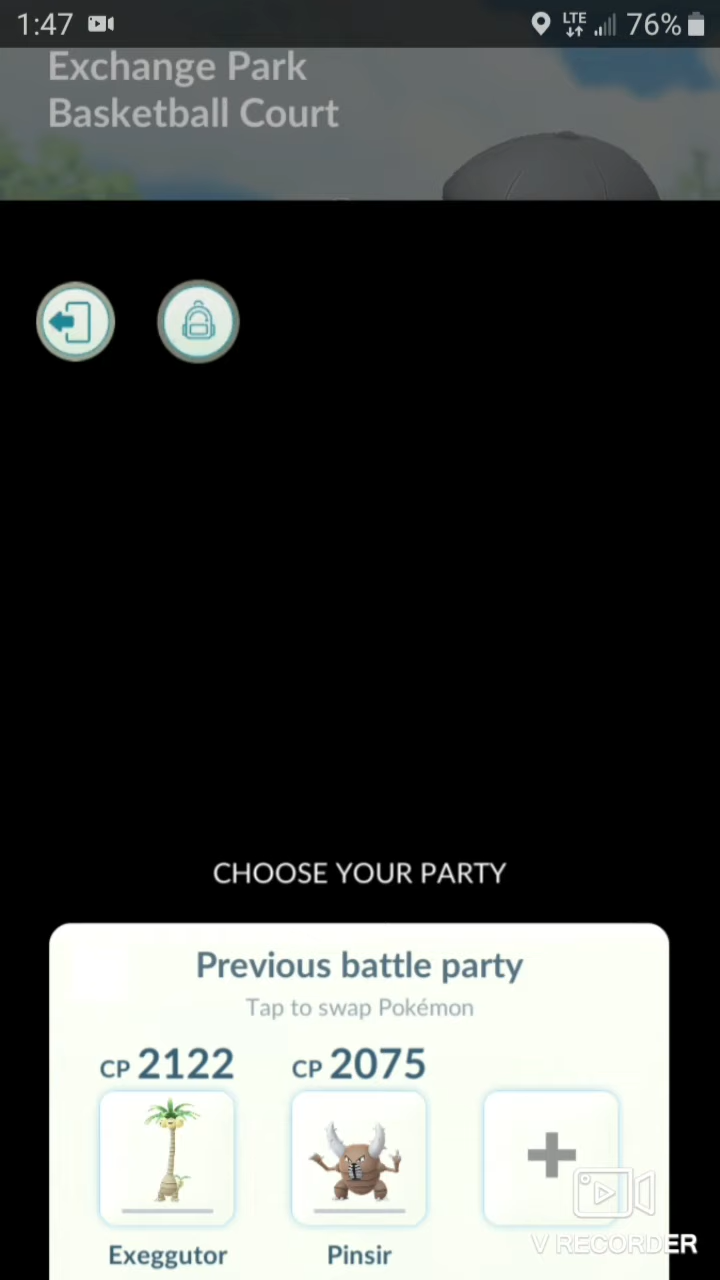 1:47 LTE 76%
Exchange Park
Basketball Court
CHOOSE YOUR PARTY
Previous battle party
Tap to swap Pokémon
CP 2122 CP 2075
Exeggutor Pinsir
V RECORDER